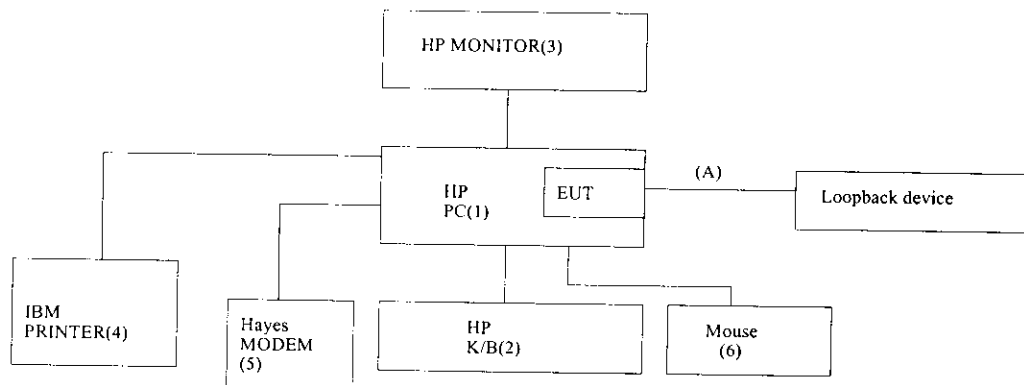 HP MONITOR(3)
HP
PC(1)
EUT
(A)
Loopback device
IBM
PRINTER(4)
Hayes
MODEM
(5)
HP
K/B(2)
Mouse
(6)